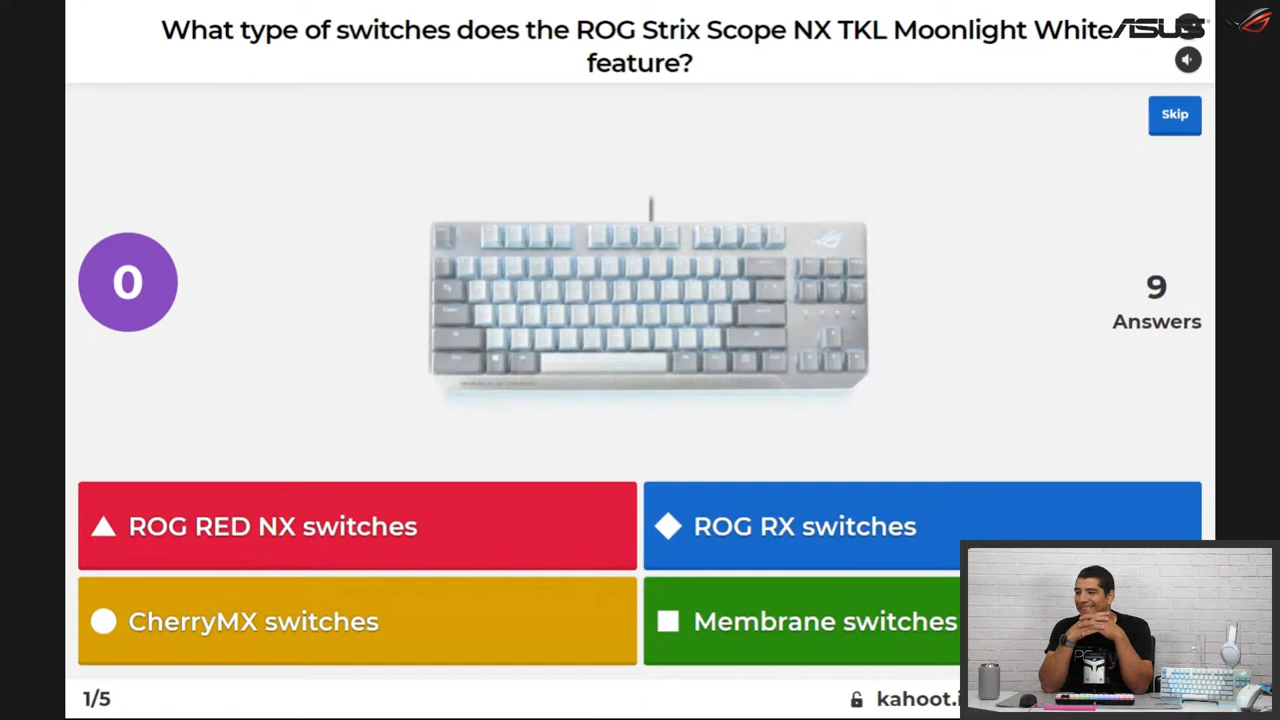 What type of switches does the ROG Strix Scope NX TKL Moonlight White
feature?
ASUS
Skip
0
9
Answers
ROG RED NX switches
ROG RX switches
CherryMX switches
Membrane switches
1/5
kahoot.i